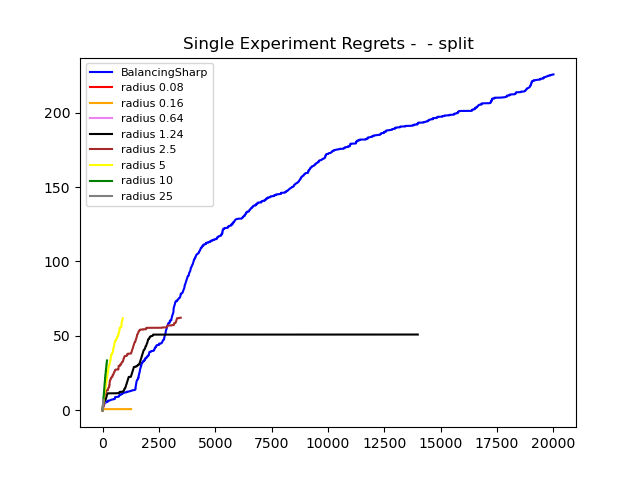 Single Experiment Regrets -  - split
BalancingSharp
radius 0.08
radius 0.16
radius 0.64
radius 1.24
radius 2.5
radius 5
radius 10
radius 25
200
150
100
50
0
0 2500 5000 7500 10000 12500 15000 17500 20000